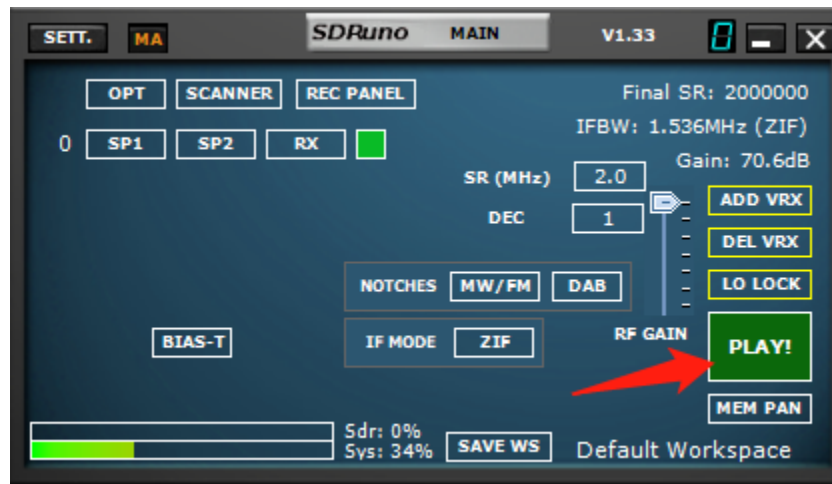 SETT. MA SDRuno MAIN V1.33 0
OPT SCANNER REC PANEL Final SR: 2000000
IFBW: 1.536MHz (ZIF)
0 SP1 SP2 RX
Gain: 70.6dB
SR (MHz) 2.0
ADD VRX
DEC 1
DEL VRX
NOTCHES MW/FM DAB LO LOCK
BIAS-T IF MODE ZIF RF GAIN PLAY!
MEM PAN
Sdr: 0%
Sys: 34% SAVE WS Default Workspace